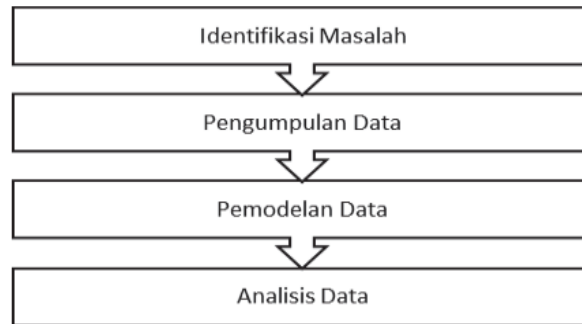 Identifikasi Masalah
Pengumpulan Data
Pemodelan Data
Analisis Data